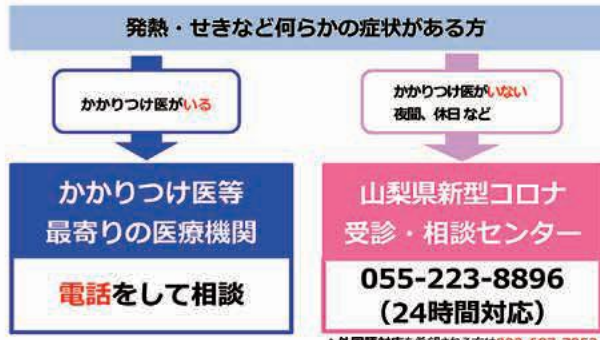 発熱・せきなど何らかの症状がある方
かかりつけ医がいる
かかりつけ医がいない
夜間、休日など
かかりつけ医等
最寄りの医療機関
電話をして相談
山梨県新型コロナ
受診・相談センター
055-223-8896
(24時間対応)